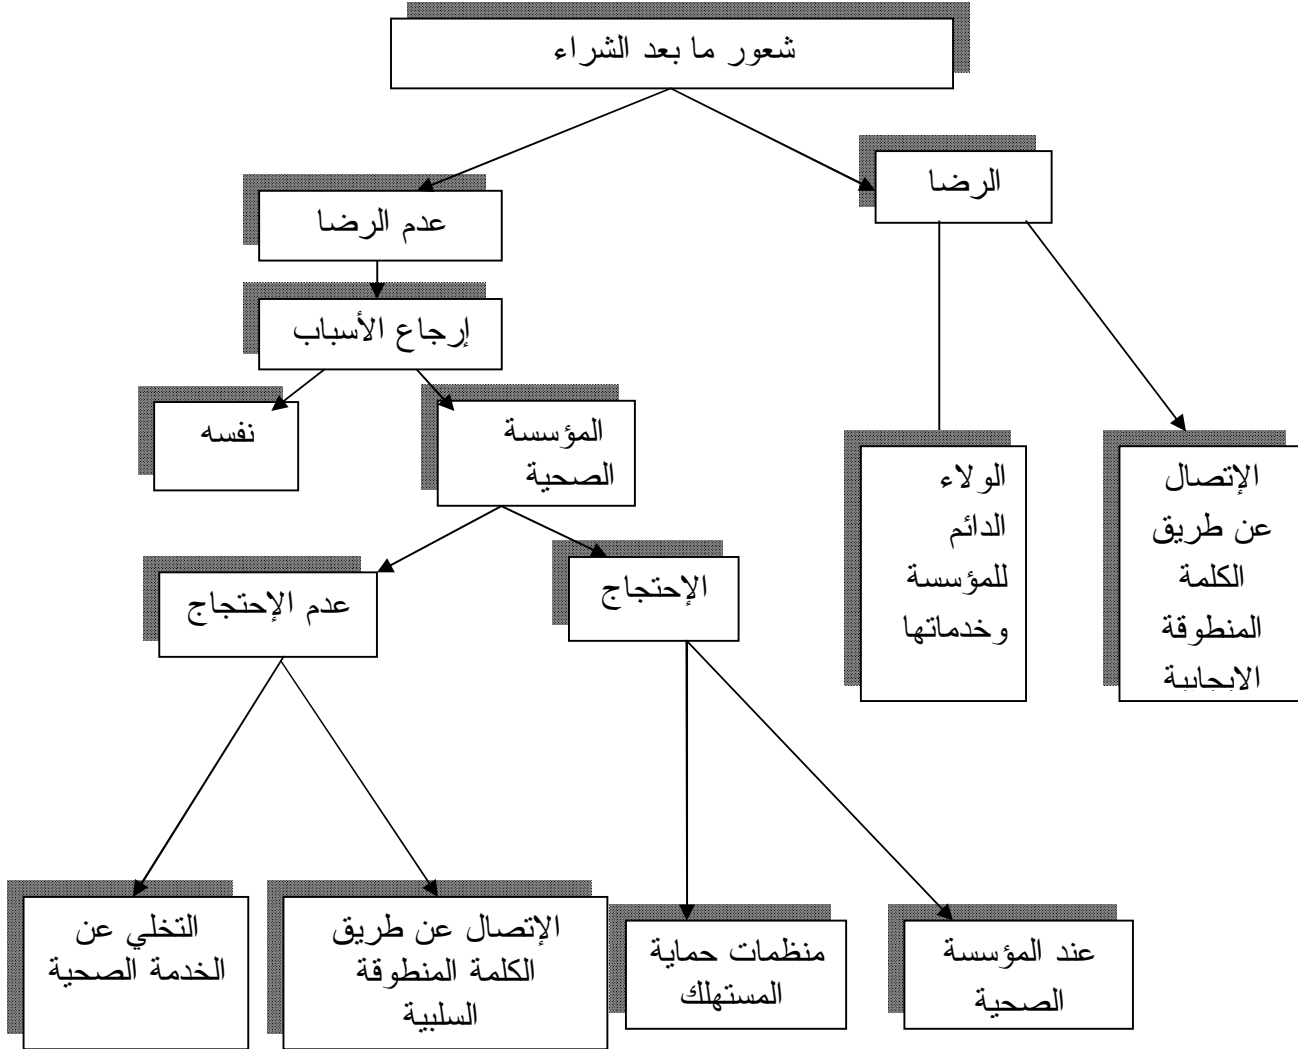 شعور ما بعد الشراء
الرضا
عدم الرضا
إرجاع الأسباب
المؤسسة
الصحية
نفسه
الولاء
الدائم
للمؤسسة
وخدماتها
الإتصال
عن طريق
الكلمة
المنطوقة
الايجابية
الإحتجاج
عدم الإحتجاج
عند المؤسسة
الصحية
منظمات حماية
المستهلك
الإتصال عن طريق
الكلمة المنطوقة
السلبية
التخلي عن
الخدمة الصحية